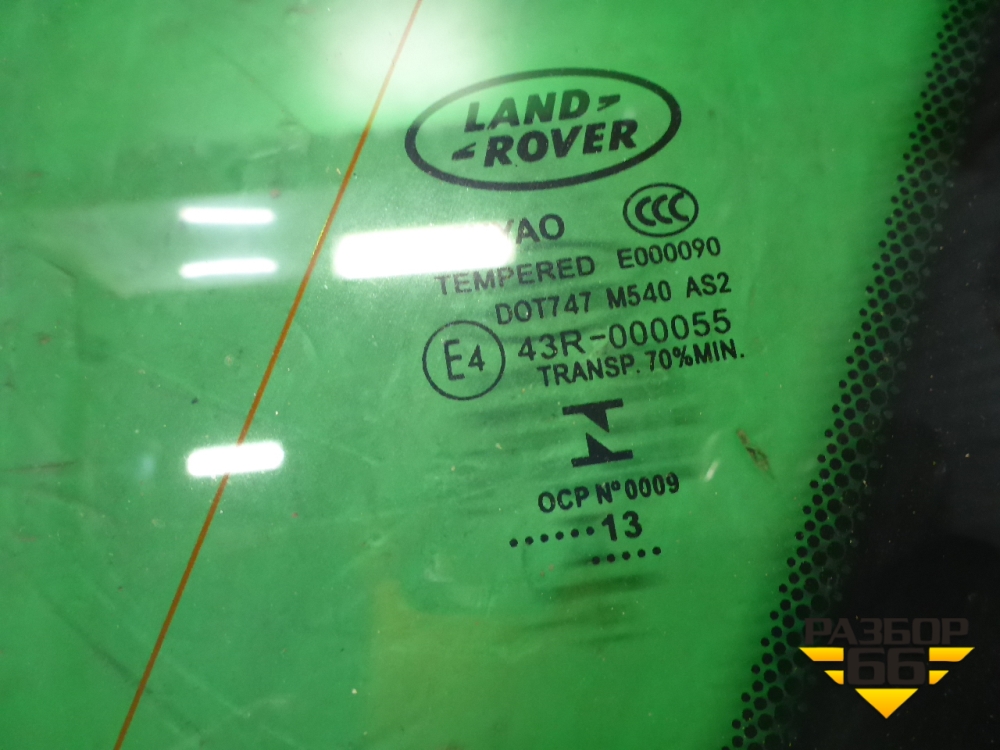 LAND
ROVER
CCC
TEMPERED E000090
DOT747 M540 AS2
E4 43R-000055
TRANSP. 70%MIN.
OCP Nº 0009
......13
.....
РАЗБОР
66